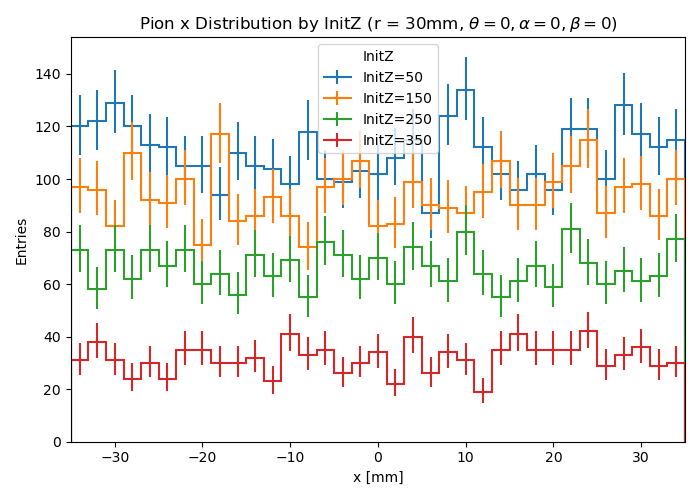 Pion x Distribution by InitZ (r = 30mm, θ = 0, α = 0, β = 0)
Entries
140
120
100
80
60
40
20
0
InitZ
InitZ=50
InitZ=150
InitZ=250
InitZ=350
−30 −20 −10 0 10 20 30
x [mm]